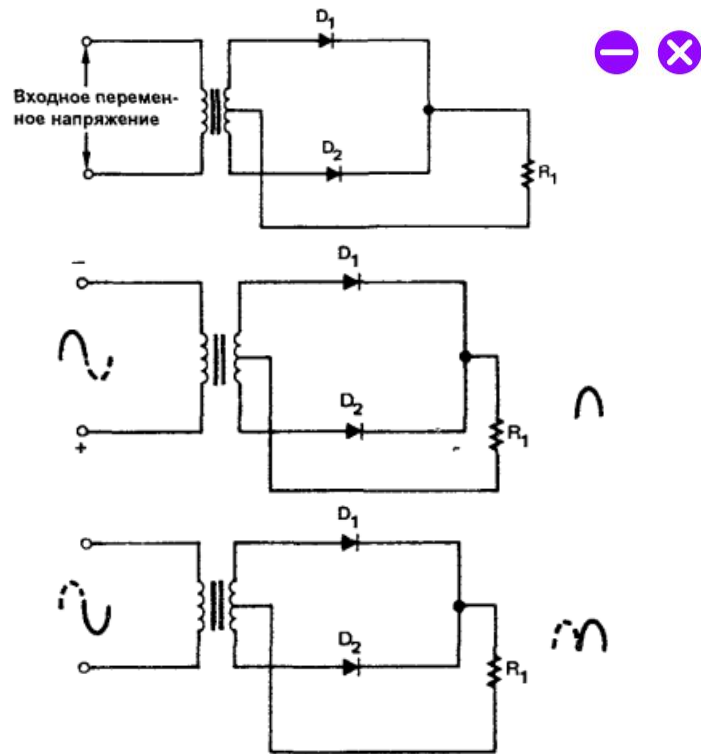 D1
Входное перемен-
ное напряжение
D2
R1
−
D1
D2
R1
+
D1
D2
R1